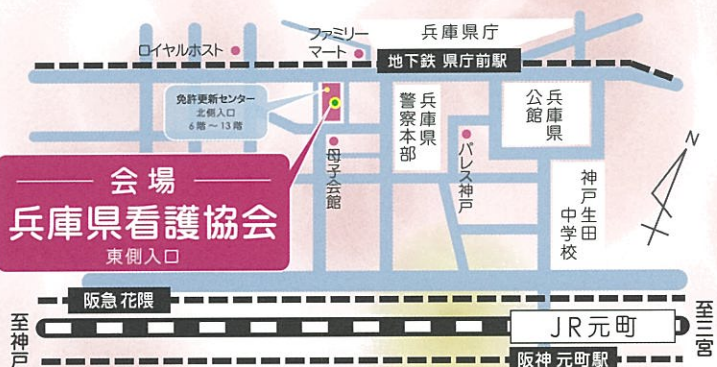 ロイヤルホスト
ファミリー
マート
兵庫県庁
地下鉄 県庁前駅
免許更新センター
北側入口
6階～13階
兵庫県
警察本部
兵庫県
公館
母子会館
パレス神戸
神戸生田
中学校
N
会場
兵庫県看護協会
東側入口
阪急 花隈
至神戸
JR元町
至三宮
阪神 元町駅